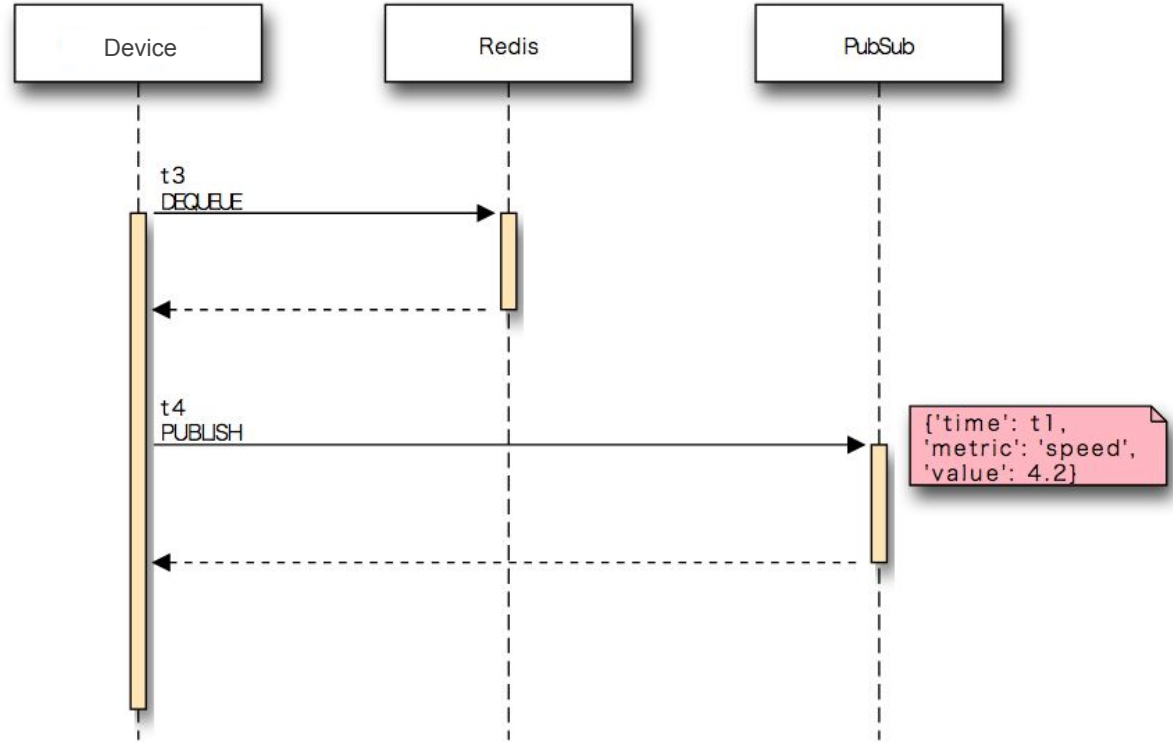 Device
Redis
PubSub
t3
DEQUEUE
t4
PUBLISH
{'time': t1,
'metric': 'speed',
'value': 4.2}